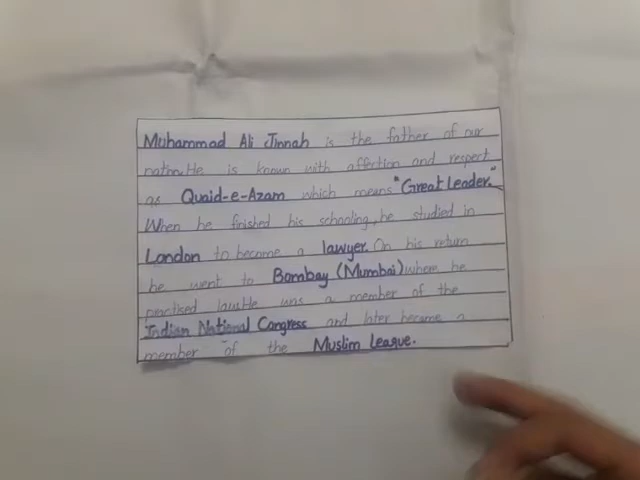 Muhammad Ali Jinnah is the father of our
nation. He is known with affection and respect
as Quaid-e-Azam which means "Great Leader."
When he finished his schooling, he studied in
London to become a lawyer. On his return
he went to Bombay (Mumbai) where he
practised law. He was a member of the
Indian National Congress and later became a
member of the Muslim League.